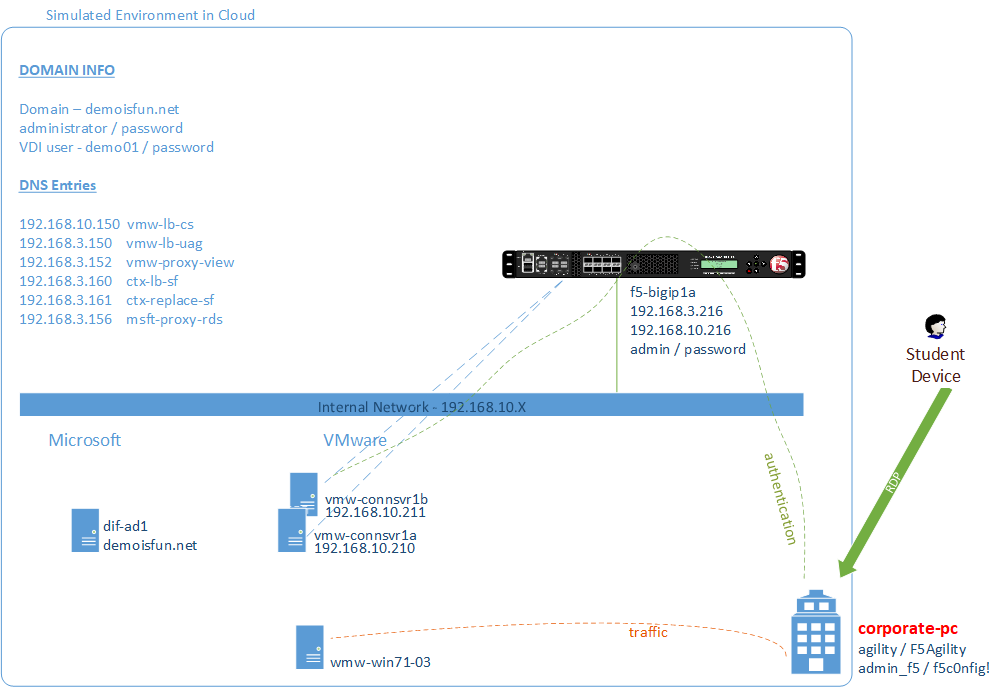 Simulated Environment in Cloud
DOMAIN INFO
Domain – demoisfun.net
administrator / password
VDI user - demo01 / password
DNS Entries
192.168.10.150 vmw-lb-cs
192.168.3.150 vmw-lb-uag
192.168.3.152 vmw-proxy-view
192.168.3.160 ctx-lb-sf
192.168.3.161 ctx-replace-sf
192.168.3.156 msft-proxy-rds
f5
f5-bigip1a
192.168.3.216
192.168.10.216
admin / password
Student
Device
RDP
Internal Network - 192.168.10.X
Microsoft
VMware
authentication
vmw-connsvr1b
192.168.10.211
dif-ad1
demoisfun.net
vmw-connsvr1a
192.168.10.210
traffic
wmw-win71-03
corporate-pc
agility / F5Agility
admin_f5 / f5c0nfig!